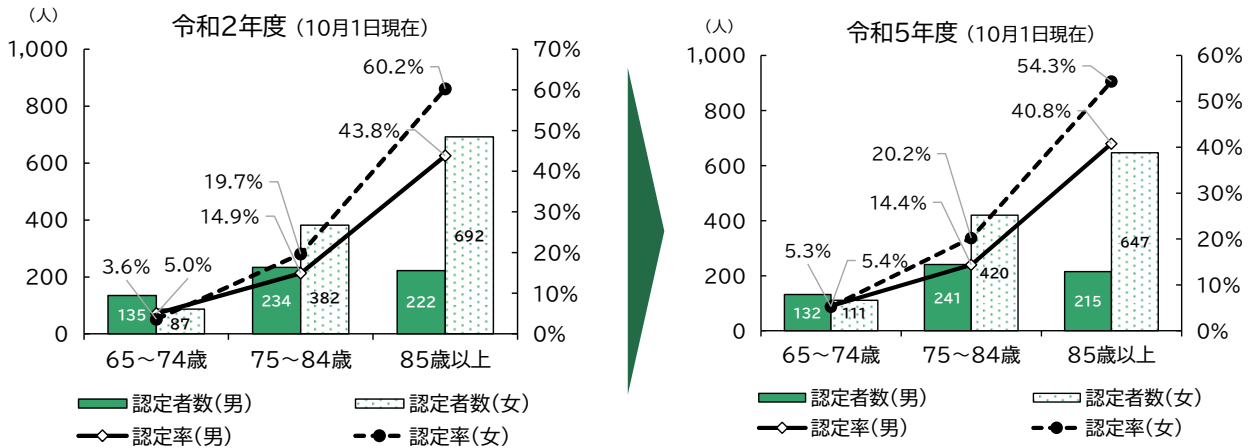 (人)
令和2年度 (10月1日現在)
1,000
800
600
400
200
0
70%
60%
50%
40%
30%
20%
10%
0%
60.2%
43.8%
19.7%
14.9%
3.6%
5.0%
135
87
234
382
222
692
65～74歳
75～84歳
85歳以上
認定者数(男)
認定者数(女)
認定率(男)
認定率(女)
(人)
令和5年度 (10月1日現在)
1,000
800
600
400
200
0
60%
50%
40%
30%
20%
10%
0%
54.3%
40.8%
20.2%
14.4%
5.3%
5.4%
132
111
241
420
215
647
65～74歳
75～84歳
85歳以上
認定者数(男)
認定者数(女)
認定率(男)
認定率(女)